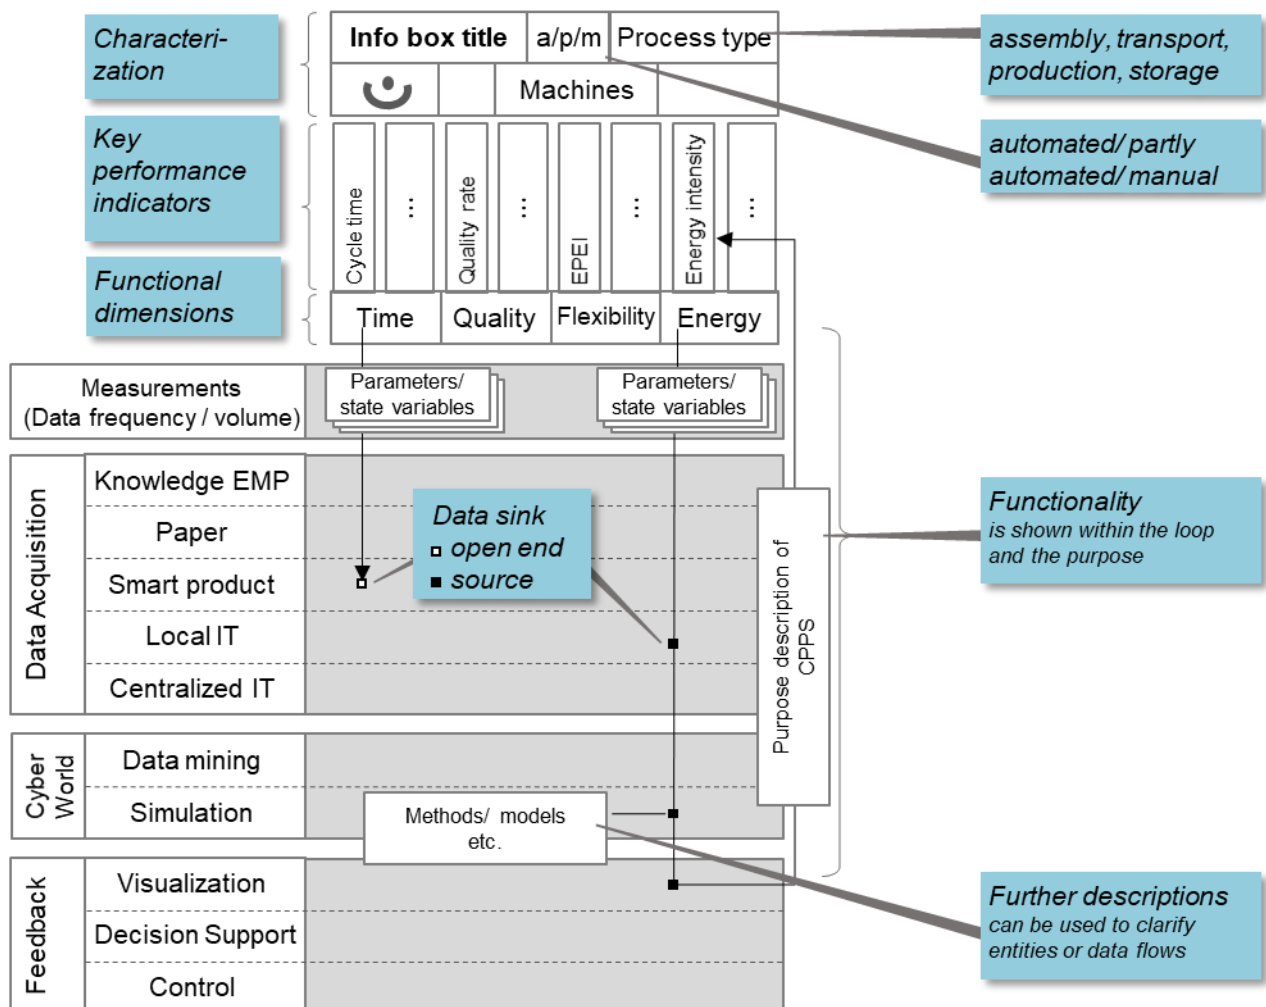 Characteri-
zation
Info box title
a/p/m
Process type
Machines
assembly, transport,
production, storage
automated/ partly
automated/ manual
Key
performance
indicators
Cycle time
...
Quality rate
...
EPEI
...
Energy intensity
...
Functional
dimensions
Time
Quality
Flexibility
Energy
Measurements
(Data frequency / volume)
Parameters/
state variables
Parameters/
state variables
Data Acquisition
Knowledge EMP
Paper
Smart product
Local IT
Centralized IT
Data sink
open end
source
Purpose description of
CPPS
Functionality
is shown within the loop
and the purpose
Cyber
World
Data mining
Simulation
Methods/ models
etc.
Feedback
Visualization
Decision Support
Control
Further descriptions
can be used to clarify
entities or data flows